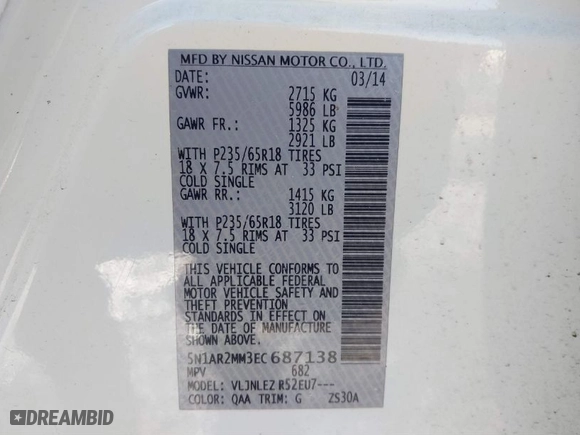 MFD BY NISSAN MOTOR CO., LTD.
DATE: 03/14
GVWR: 2715 KG
5986 LB
GAWR FR.: 1325 KG
2921 LB
WITH P235/65R18 TIRES
18 X 7.5 RIMS AT 33 PSI
COLD SINGLE
GAWR RR.: 1415 KG
3120 LB
WITH P235/65R18 TIRES
18 X 7.5 RIMS AT 33 PSI
COLD SINGLE
THIS VEHICLE CONFORMS TO
ALL APPLICABLE FEDERAL
MOTOR VEHICLE SAFETY AND
THEFT PREVENTION
STANDARDS IN EFFECT ON
THE DATE OF MANUFACTURE
SHOWN ABOVE.
5N1AR2MM3EC687138
MPV 682
MODEL: VLJNLEZ R52EU7---
COLOR: QAA TRIM: G ZS30A
DREAMBID